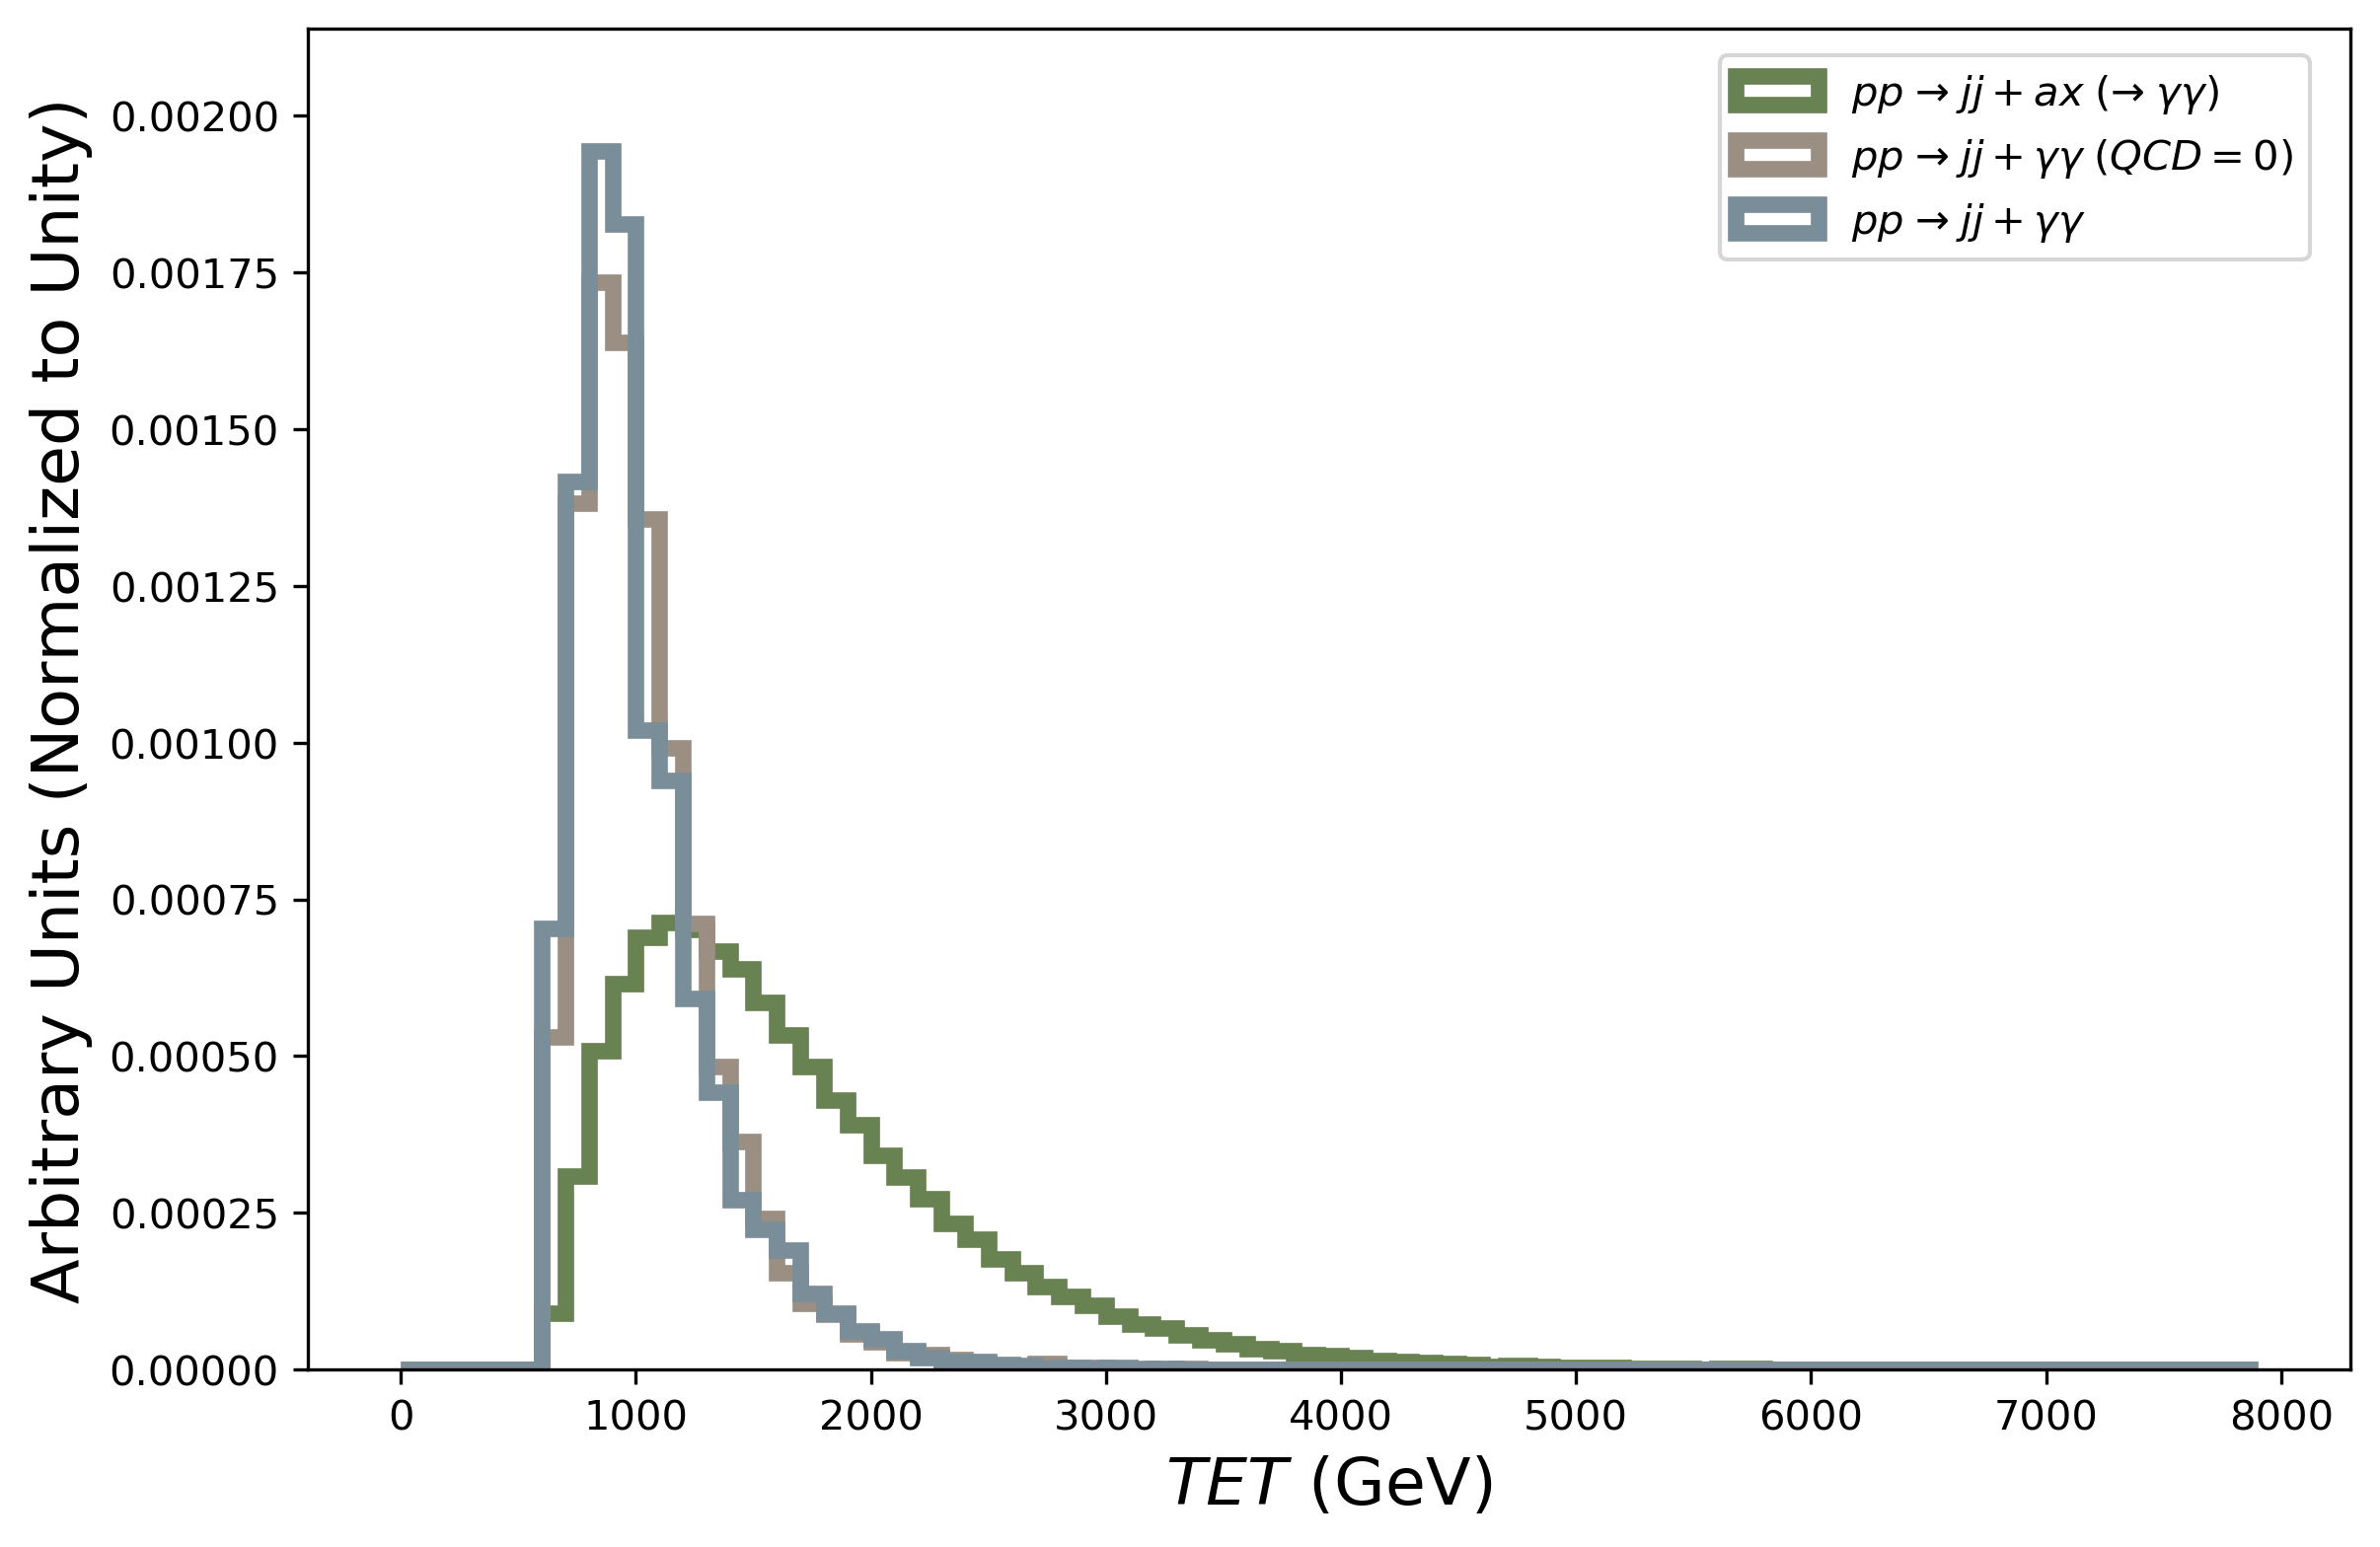 Arbitrary Units (Normalized to Unity)
0.00200
0.00175
0.00150
0.00125
0.00100
0.00075
0.00050
0.00025
0.00000
0 1000 2000 3000 4000 5000 6000 7000 8000
TET (GeV)
pp → jj + ax (→ γγ)
pp → jj + γγ (QCD = 0)
pp → jj + γγ